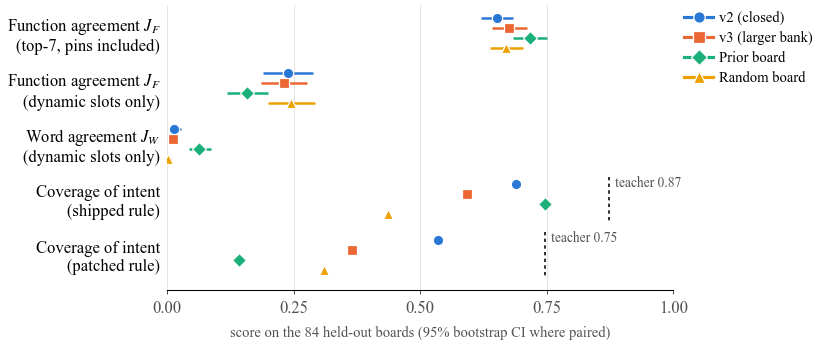 Function agreement J_F
(top-7, pins included)
Function agreement J_F
(dynamic slots only)
Word agreement J_W
(dynamic slots only)
Coverage of intent
(shipped rule)
Coverage of intent
(patched rule)
teacher 0.87
teacher 0.75
v2 (closed)
v3 (larger bank)
Prior board
Random board
0.00 0.25 0.50 0.75 1.00
score on the 84 held-out boards (95% bootstrap CI where paired)